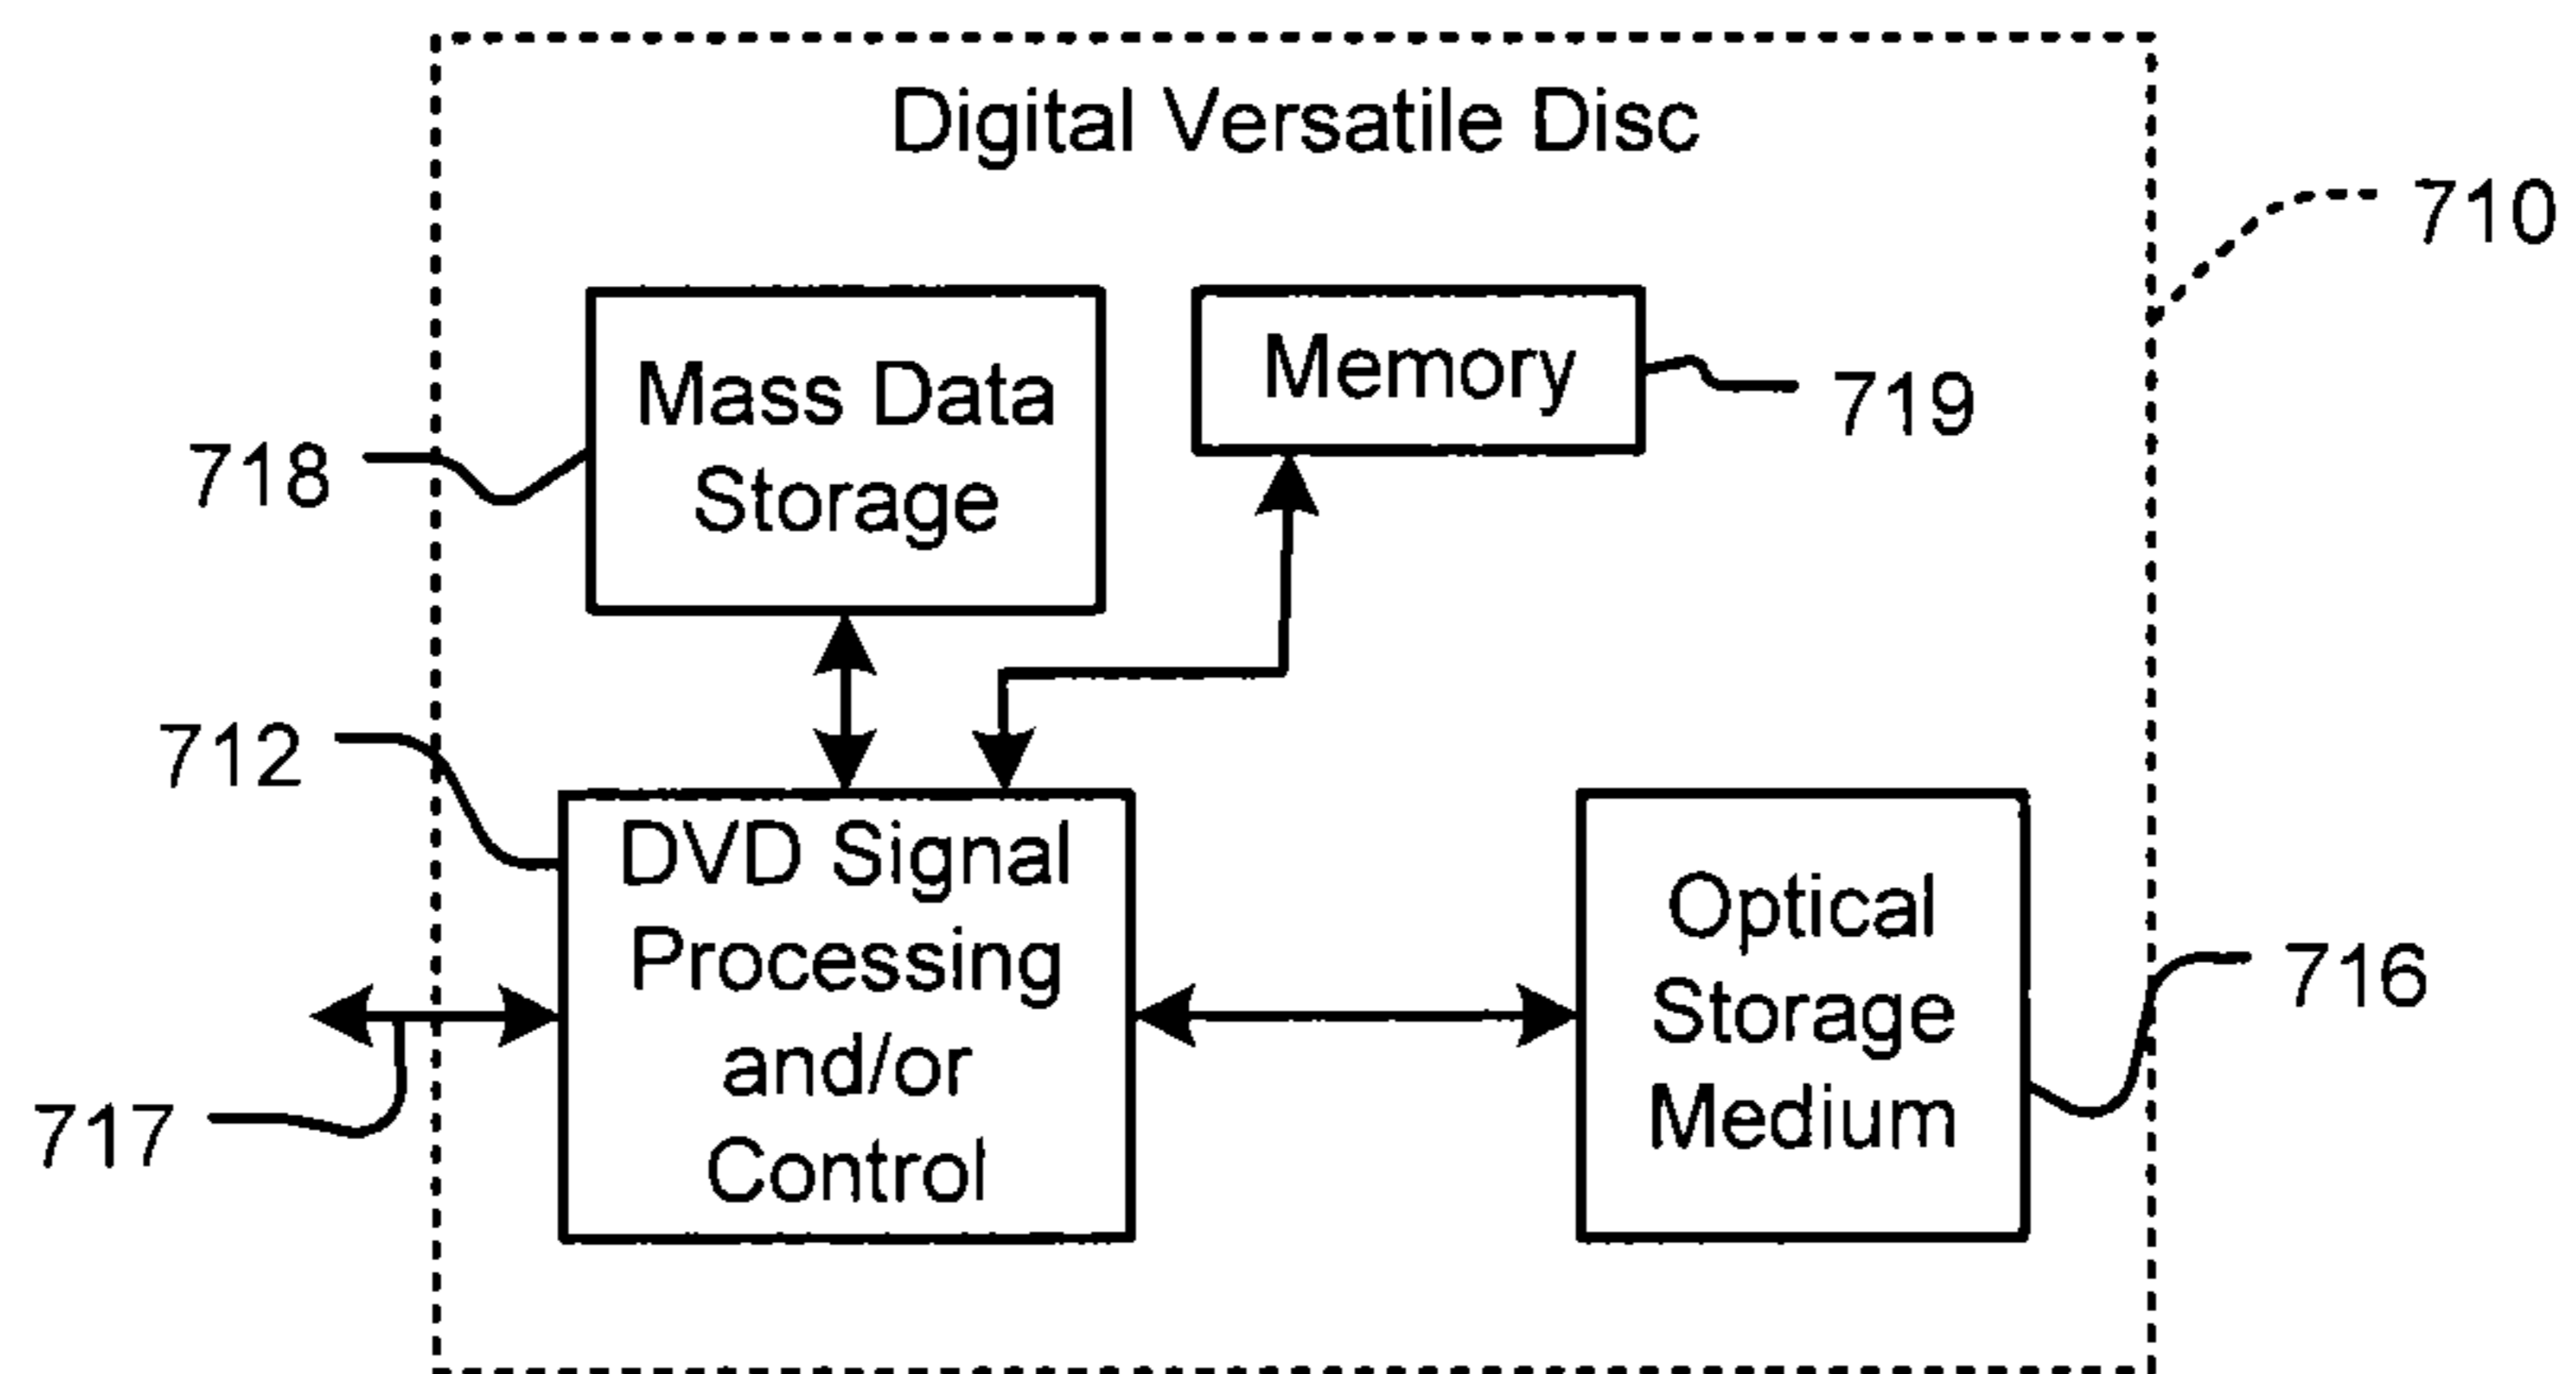 Digital Versatile Disc
710
Mass Data
Storage
Memory
718
719
712
DVD Signal
Processing
and/or
Control
Optical
Storage
Medium
716
717